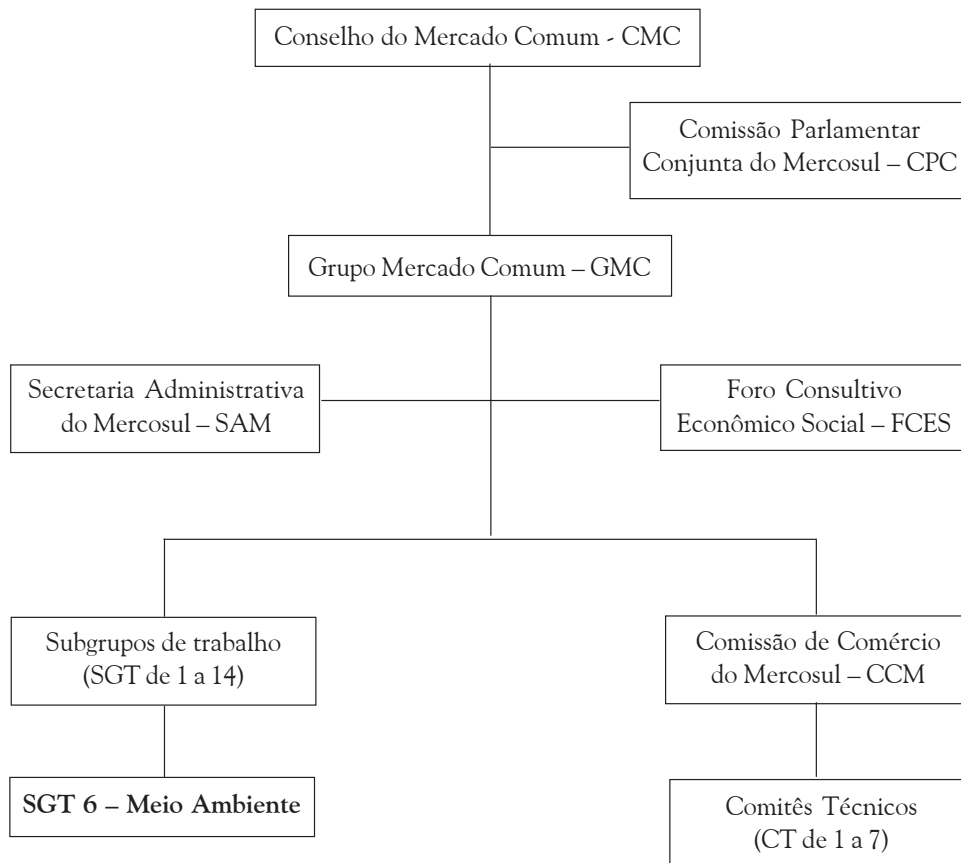 Conselho do Mercado Comum - CMC
Comissão Parlamentar
Conjunta do Mercosul – CPC
Grupo Mercado Comum – GMC
Secretaria Administrativa
do Mercosul – SAM
Foro Consultivo
Econômico Social – FCES
Subgrupos de trabalho
(SGT de 1 a 14)
Comissão de Comércio
do Mercosul – CCM
SGT 6 – Meio Ambiente
Comitês Técnicos
(CT de 1 a 7)